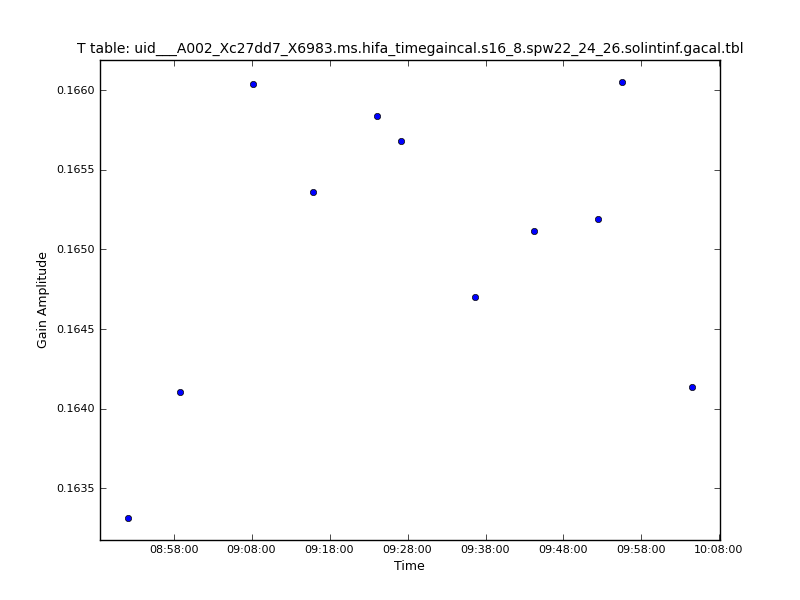 T table: uid___A002_Xc27dd7_X6983.ms.hifa_timegaincal.s16_8.spw22_24_26.solintinf.gacal.tbl
0.1660
0.1655
0.1650
0.1645
0.1640
0.1635
Gain Amplitude
08:58:00 09:08:00 09:18:00 09:28:00 09:38:00 09:48:00 09:58:00 10:08:00
Time